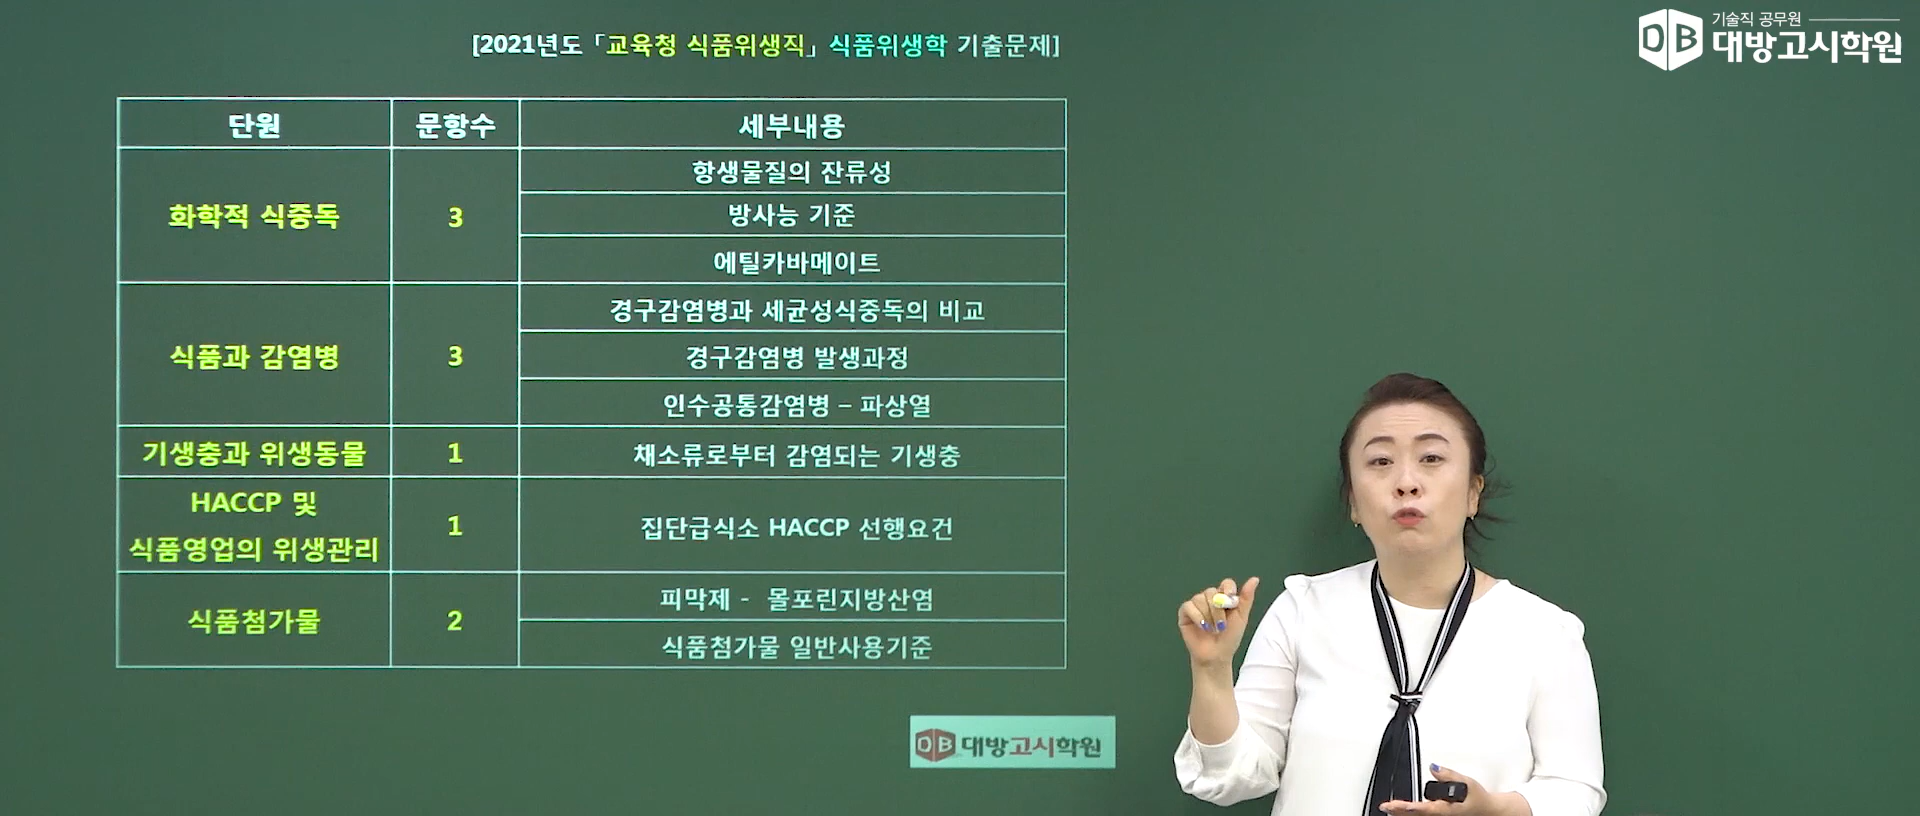 기술직 공무원
DB 대방고시학원
[2021년도 「교육청 식품위생직」 식품위생학 기출문제]
단원 문항수 세부내용
화학적 식중독 3 항생물질의 잔류성
방사능 기준
에틸카바메이트
식품과 감염병 3 경구감염병과 세균성식중독의 비교
경구감염병 발생과정
인수공통감염병 – 파상열
기생충과 위생동물 1 채소류로부터 감염되는 기생충
HACCP 및
식품영업의 위생관리 1 집단급식소 HACCP 선행요건
식품첨가물 2 피막제 - 몰포린지방산염
식품첨가물 일반사용기준
DB 대방고시학원